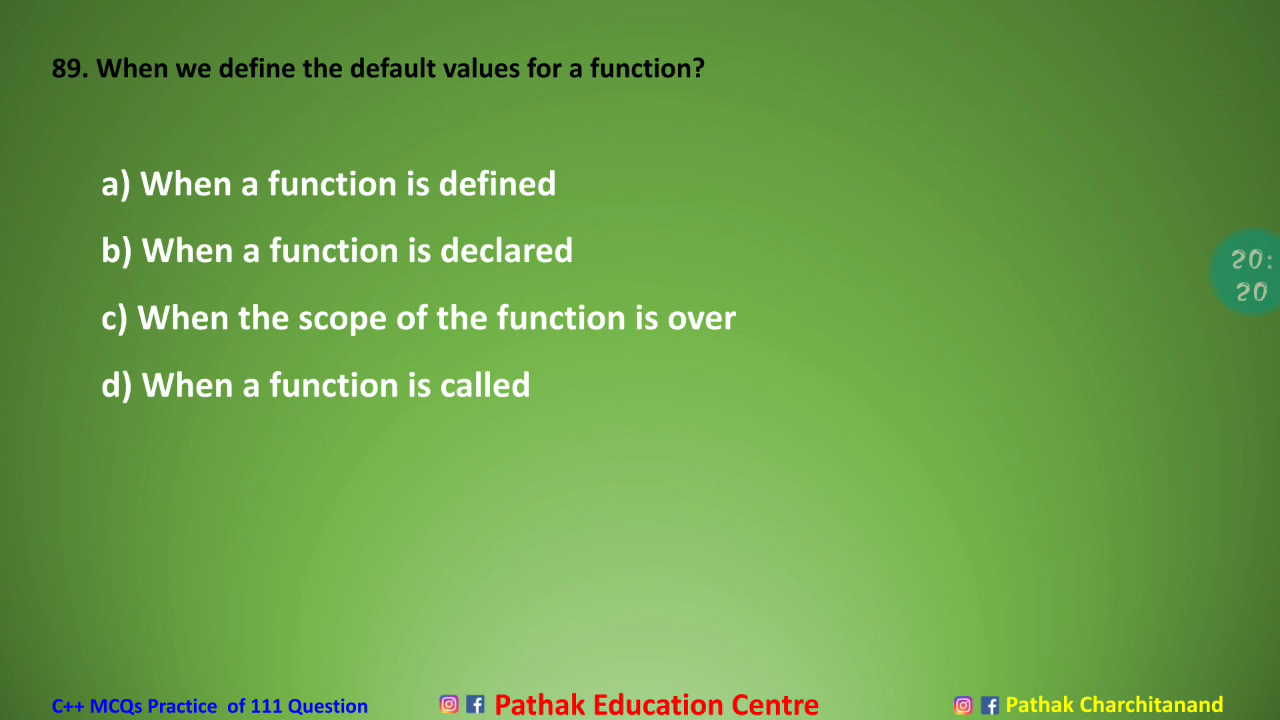 89. When we define the default values for a function?
a) When a function is defined
b) When a function is declared
20:
20
c) When the scope of the function is over
d) When a function is called
C++ MCQs Practice of 111 Question
Pathak Education Centre
Pathak Charchitanand